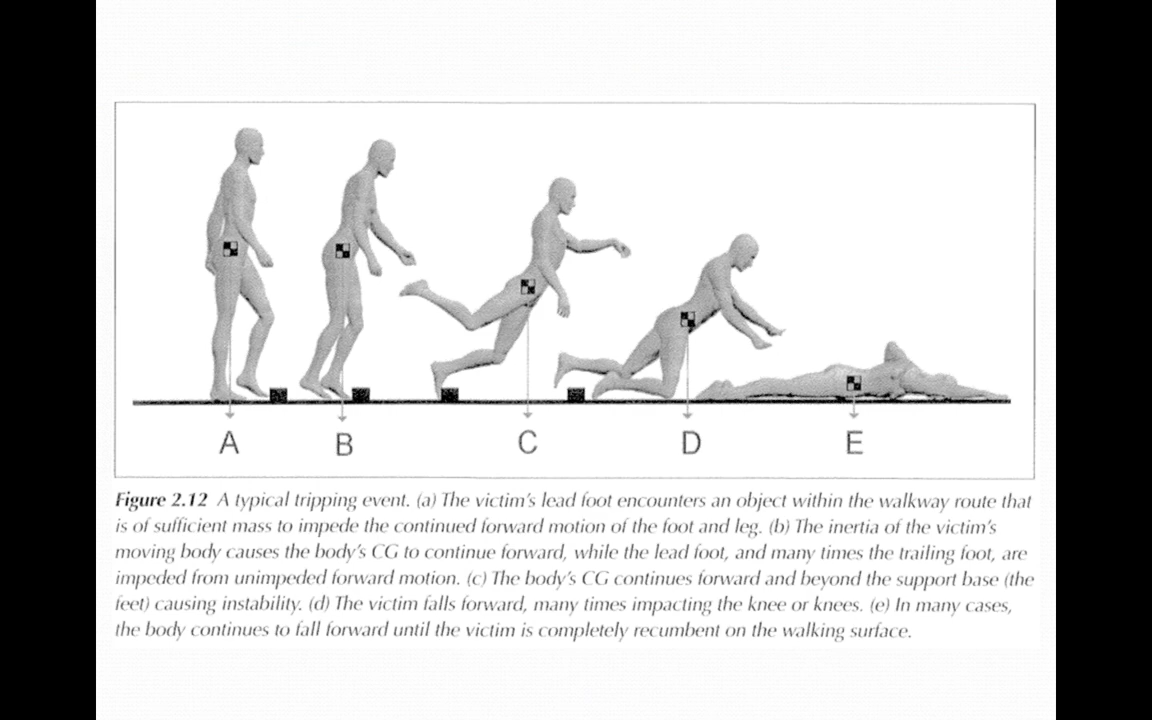 A B C D E
Figure 2.12 A typical tripping event. (a) The victim's lead foot encounters an object within the walkway route that
is of sufficient mass to impede the continued forward motion of the foot and leg. (b) The inertia of the victim's
moving body causes the body's CG to continue forward, while the lead foot, and many times the trailing foot, are
impeded from unimpeded forward motion. (c) The body's CG continues forward and beyond the support base (the
feet) causing instability. (d) The victim falls forward, many times impacting the knee or knees. (e) In many cases,
the body continues to fall forward until the victim is completely recumbent on the walking surface.